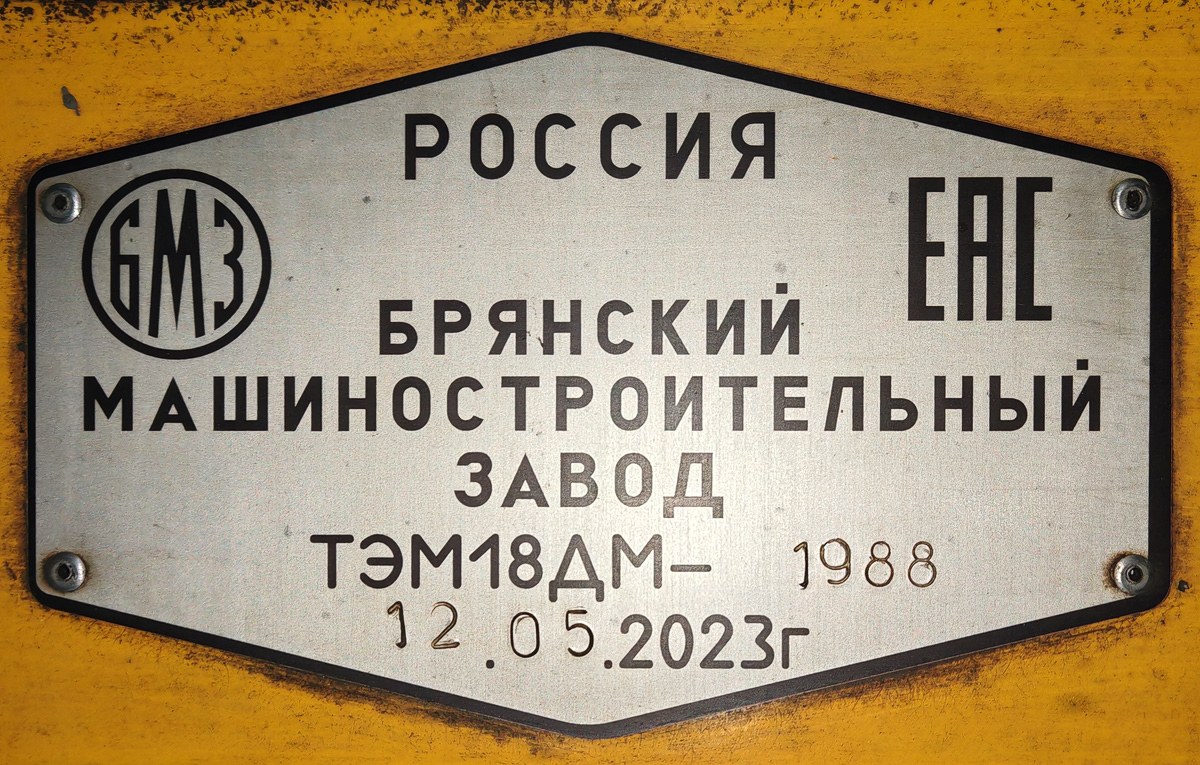 РОССИЯ
БМЗ
ЕАС
БРЯНСКИЙ
МАШИНОСТРОИТЕЛЬНЫЙ
ЗАВОД
ТЭМ18ДМ– 1988
12.05.2023г